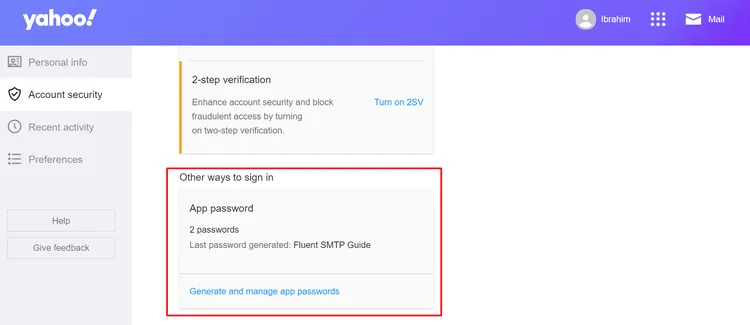 yahoo!
Ibrahim
Mail
Personal info
Account security
Recent activity
Preferences
Help
Give feedback
2-step verification
Enhance account security and block
fraudulent access by turning
on two-step verification.
Turn on 2SV
Other ways to sign in
App password
2 passwords
Last password generated: Fluent SMTP Guide
Generate and manage app passwords